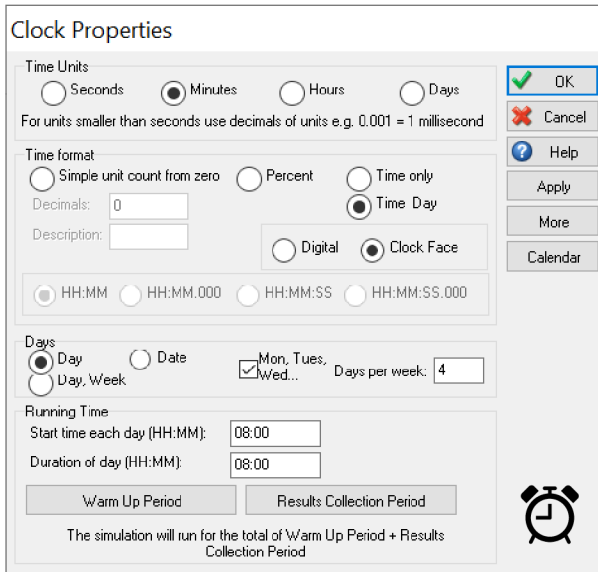 Clock Properties
Time Units
Seconds Minutes Hours Days
For units smaller than seconds use decimals of units e.g. 0.001 = 1 millisecond
Time format
Simple unit count from zero Percent Time only
Decimals: 0 Time Day
Description:
Digital Clock Face
HH:MM HH:MM.000 HH:MM:SS HH:MM:SS.000
Days
Day Date Mon, Tues,
Wed... Days per week: 4
Day, Week
Running Time
Start time each day (HH:MM): 08:00
Duration of day (HH:MM): 08:00
Warm Up Period Results Collection Period
The simulation will run for the total of Warm Up Period + Results
Collection Period
OK
Cancel
Help
Apply
More
Calendar